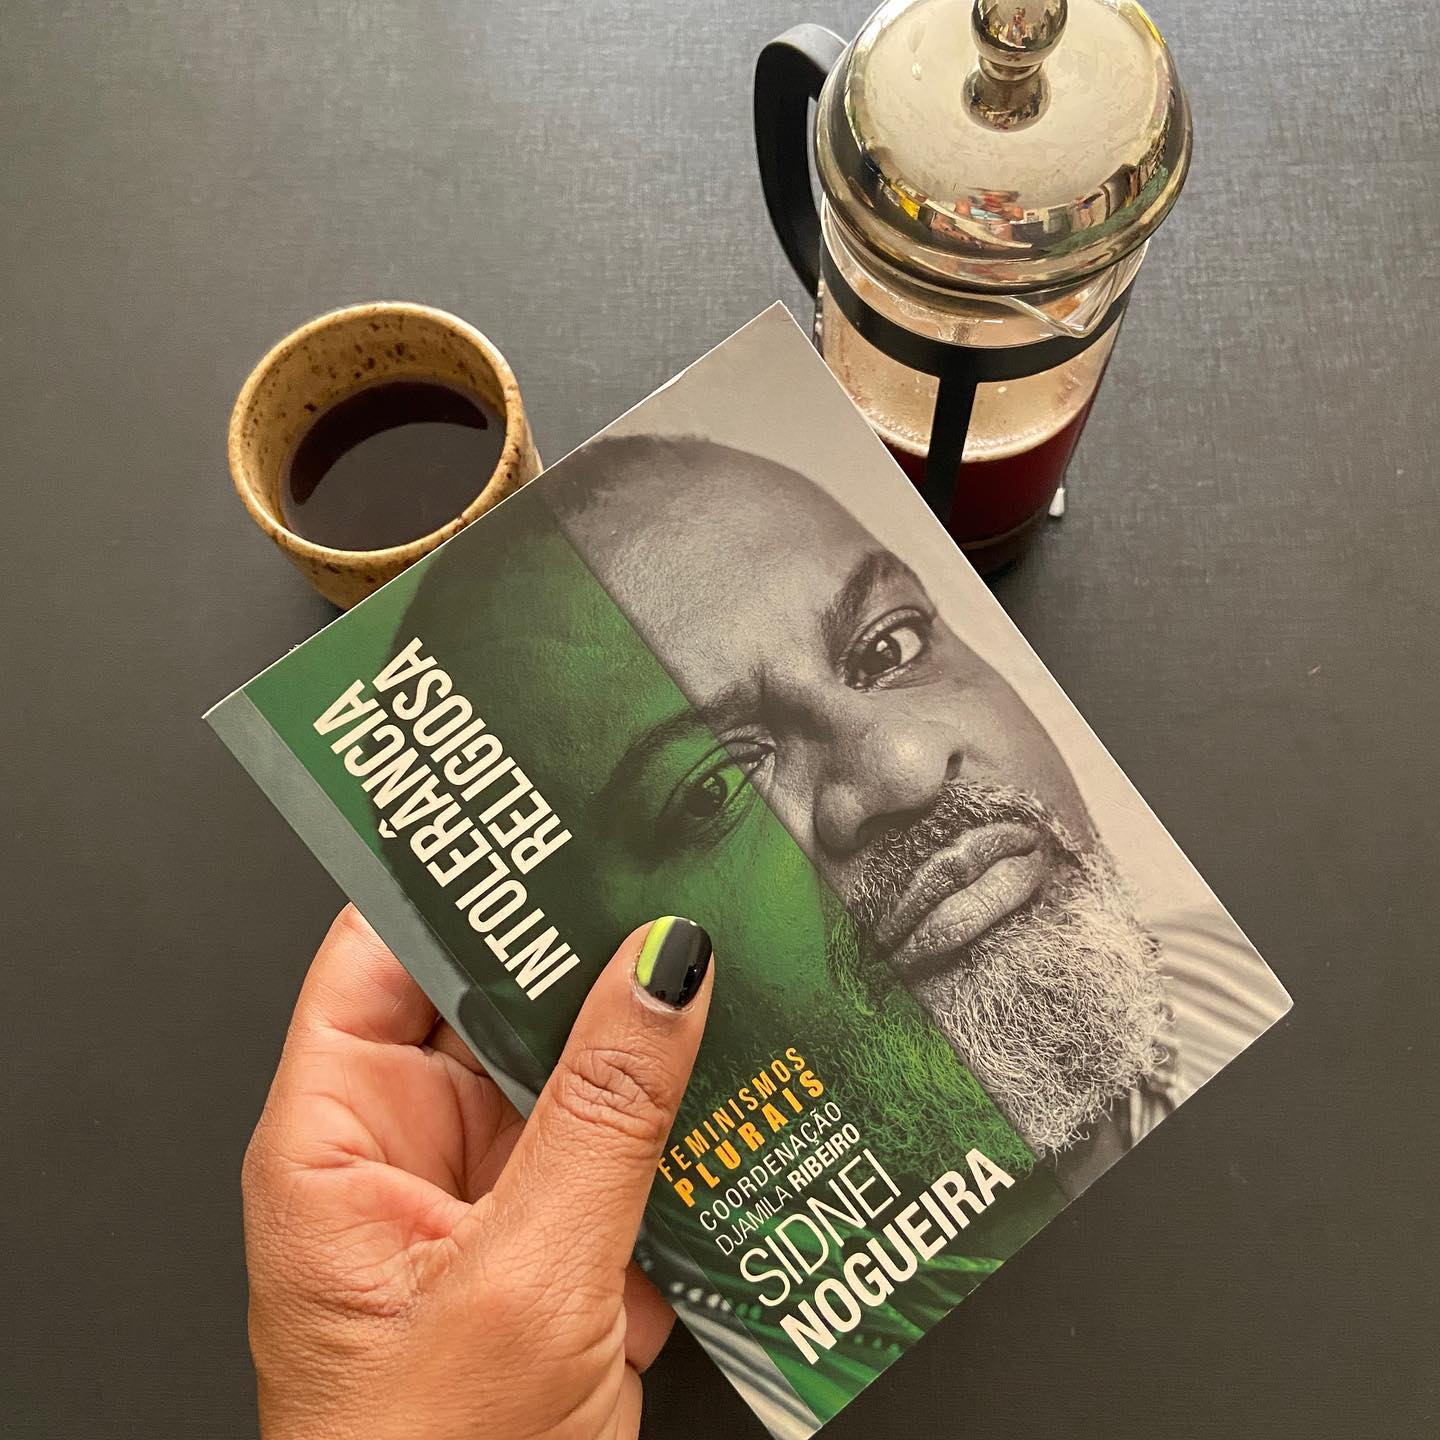 INTOLERÂNCIA
RELIGIOSA
FEMINISMOS
PLURAIS
COORDENAÇÃO
DJAMILA RIBEIRO
SIDNEI
NOGUEIRA